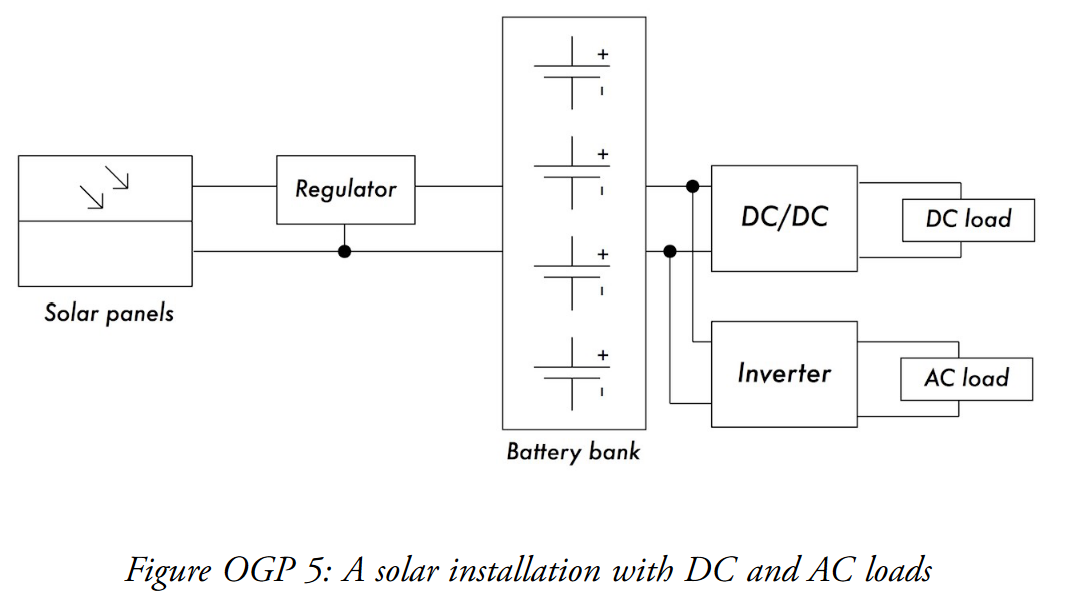 +
-
+
-
+
-
+
-
Regulator
Solar panels
Battery bank
DC/DC
DC load
Inverter
AC load
Figure OGP 5: A solar installation with DC and AC loads